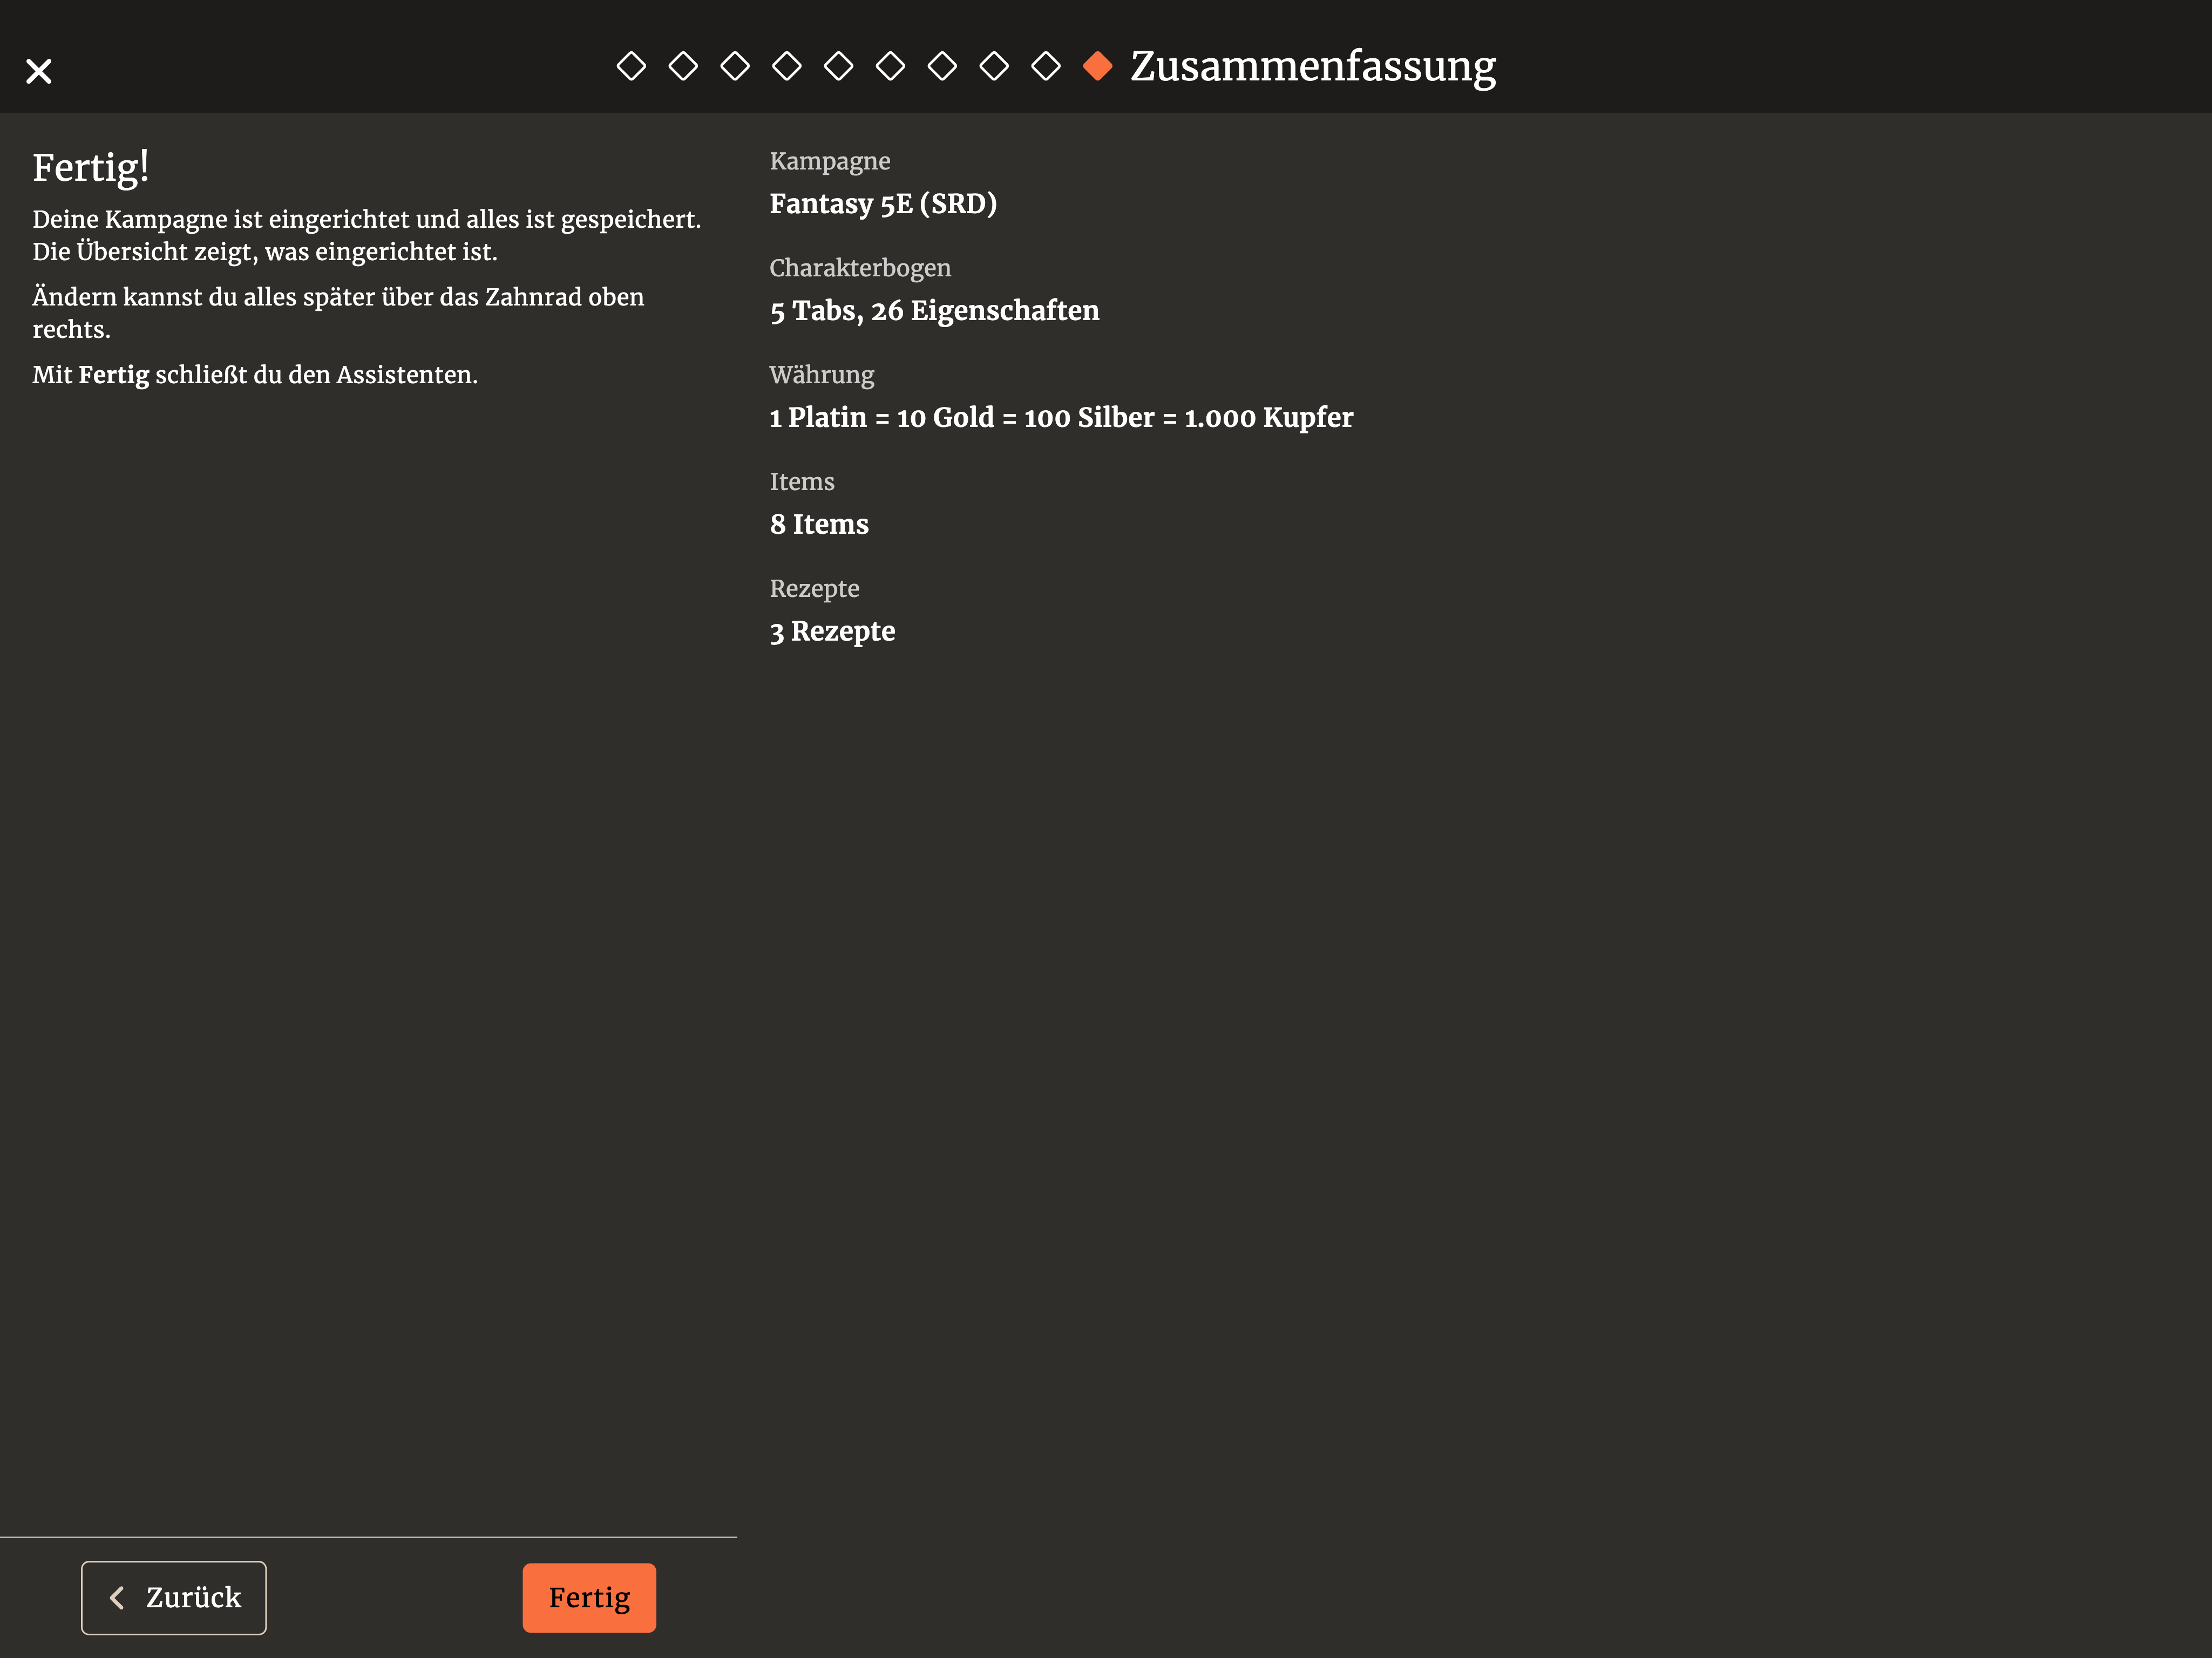 Zusammenfassung
Fertig!
Deine Kampagne ist eingerichtet und alles ist gespeichert.
Die Übersicht zeigt, was eingerichtet ist.
Ändern kannst du alles später über das Zahnrad oben
rechts.
Mit Fertig schließt du den Assistenten.
Kampagne
Fantasy 5E (SRD)
Charakterbogen
5 Tabs, 26 Eigenschaften
Währung
1 Platin = 10 Gold = 100 Silber = 1.000 Kupfer
Items
8 Items
Rezepte
3 Rezepte
Zurück
Fertig